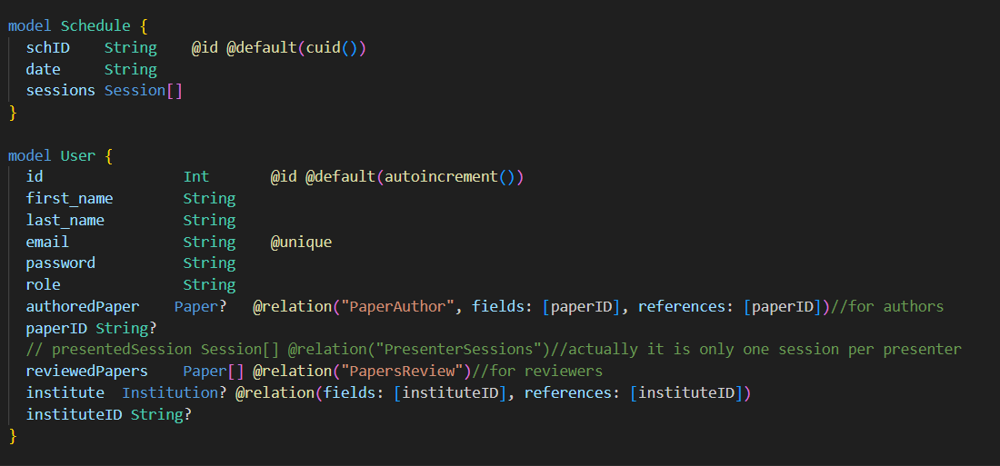 model Schedule {
  schID    String    @id @default(cuid())
  date     String
  sessions Session[]
}
model User {
  id                Int       @id @default(autoincrement())
  first_name        String
  last_name         String
  email             String    @unique
  password          String
  role              String
  authoredPaper    Paper?   @relation("PaperAuthor", fields: [paperID], references: [paperID])//for authors
  paperID String?
  // presentedSession Session[] @relation("PresenterSessions")//actually it is only one session per presenter
  reviewedPapers    Paper[] @relation("PapersReview")//for reviewers
  institute  Institution? @relation(fields: [instituteID], references: [instituteID])
  instituteID String?
}